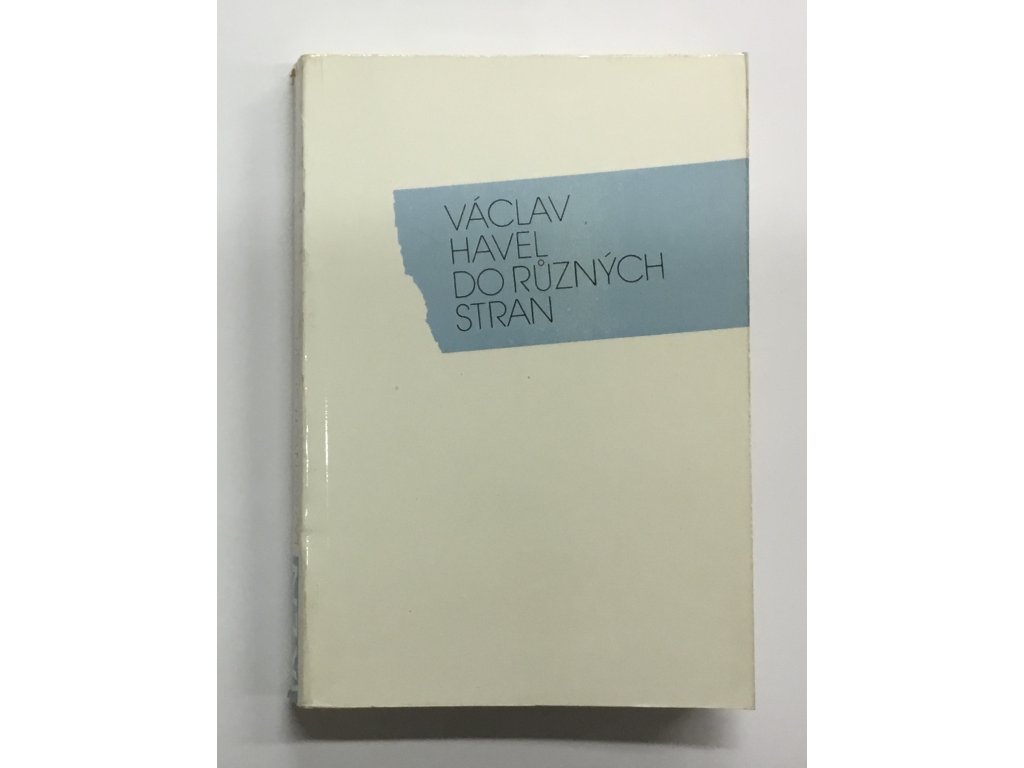 VÁCLAV
HAVEL
DO RŮZNÝCH
STRAN